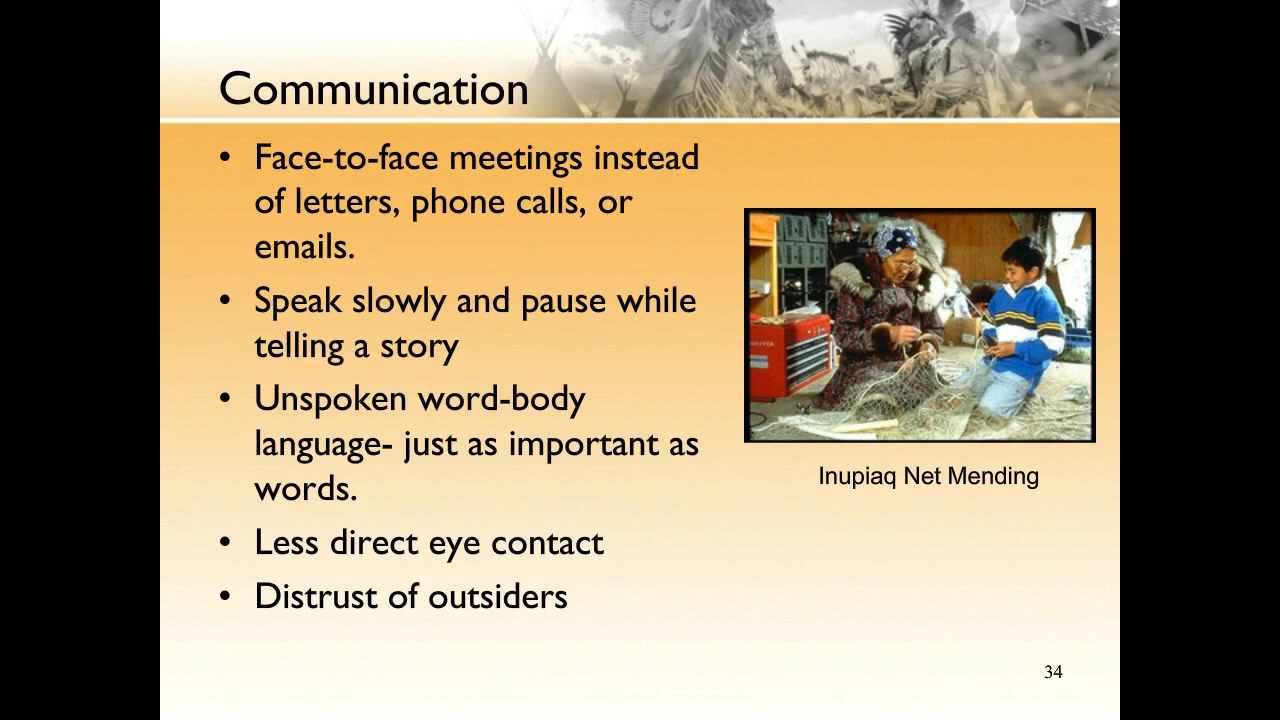 Communication
• Face-to-face meetings instead
of letters, phone calls, or
emails.
• Speak slowly and pause while
telling a story
• Unspoken word-body
language- just as important as
words.
• Less direct eye contact
• Distrust of outsiders
Inupiaq Net Mending
34